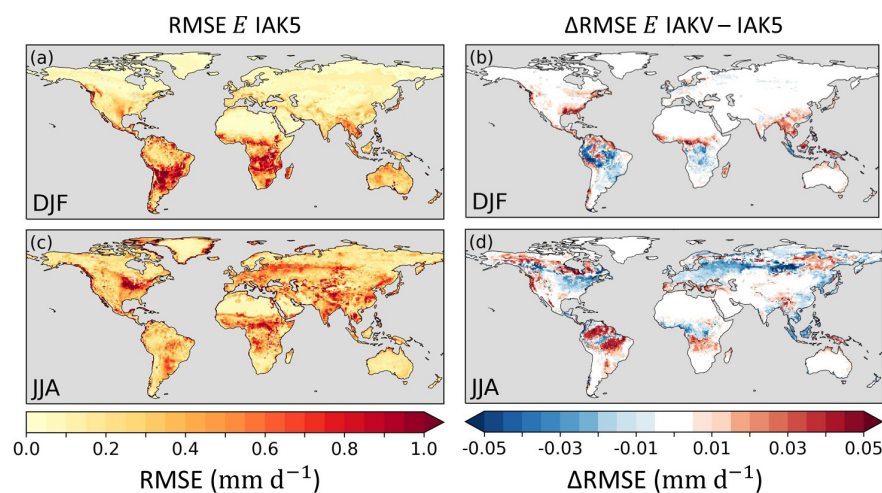 RMSE E IAK5
ΔRMSE E IAKV – IAK5
(a)
DJF
(b)
DJF
(c)
JJA
(d)
JJA
0.0 0.2 0.4 0.6 0.8 1.0
RMSE (mm d⁻¹)
-0.05 -0.03 -0.01 0.01 0.03 0.05
ΔRMSE (mm d⁻¹)